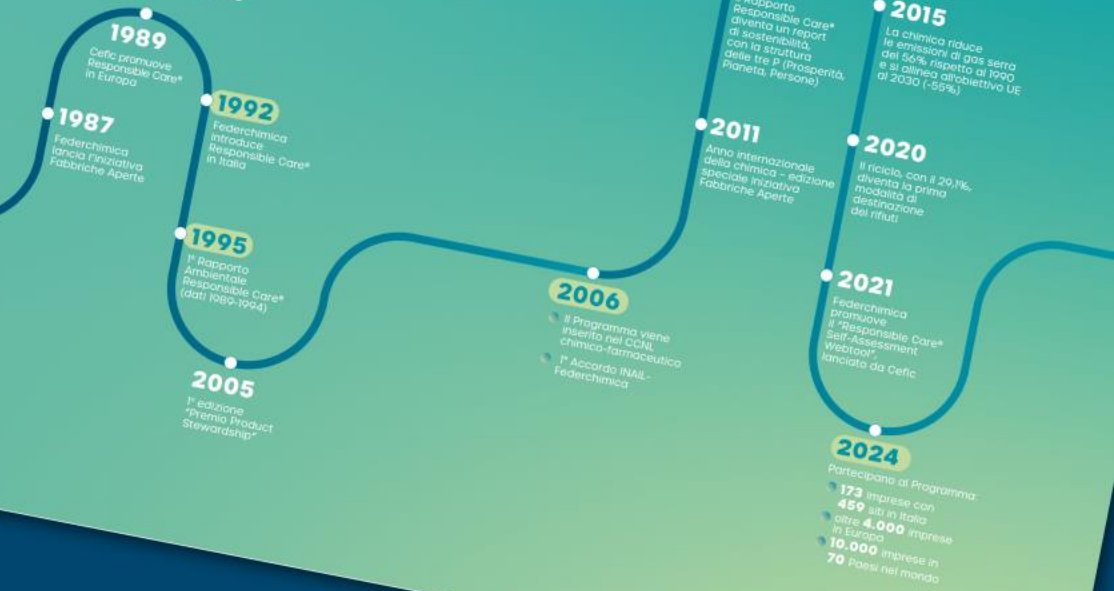 1987
Federchimica
lancia l'iniziativa
Fabbriche Aperte
1989
Cefic promuove
Responsible Care®
in Europa
1992
Federchimica
introduce
Responsible Care®
in Italia
1995
1° Rapporto
Ambientale
Responsible Care®
(dati 1989-1994)
2005
1ª edizione
"Premio Product
Stewardship"
2006
Il Programma viene
inserito nel CCNL
chimico-farmaceutico
1° Accordo INAIL-
Federchimica
2011
Anno internazionale
della chimica - edizione
speciale iniziativa
Fabbriche Aperte
Rapporto
Responsible Care®
diventa un report
di sostenibilità,
con la struttura
delle tre P (Prosperità,
Pianeta, Persone)
2015
La chimica riduce
le emissioni di gas serra
del 56% rispetto al 1990
e si allinea all'obiettivo UE
al 2030 (-55%)
2020
Il riciclo, con il 29,1%,
diventa la prima
modalità di
destinazione
dei rifiuti
2021
Federchimica
promuove
il "Responsible Care®
Self-Assessment
webtool",
lanciato da Cefic
2024
Partecipano al Programma:
173 imprese con
459 siti in Italia
oltre 4.000 imprese
in Europa
10.000 imprese in
70 Paesi nel mondo